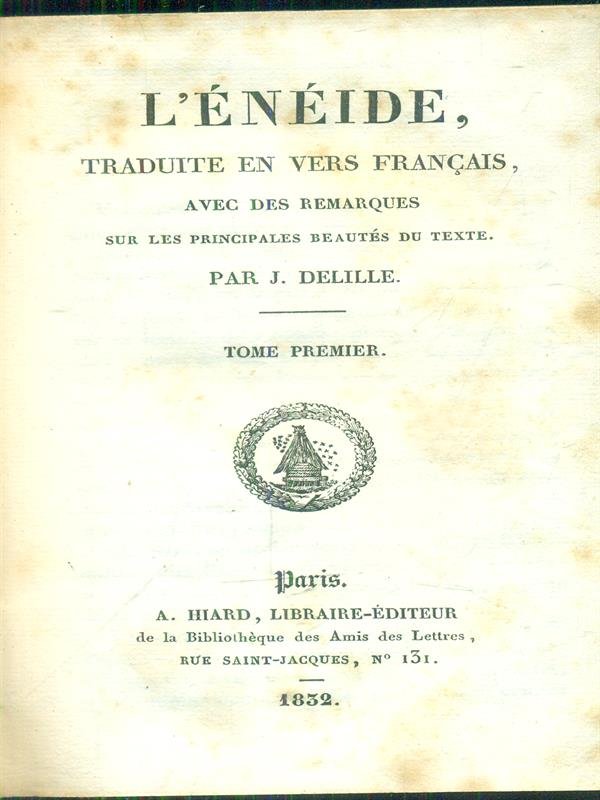 L'ÉNÉIDE,
TRADUITE EN VERS FRANÇAIS,
AVEC DES REMARQUES
SUR LES PRINCIPALES BEAUTÉS DU TEXTE.
PAR J. DELILLE.
TOME PREMIER.
Paris.
A. HIARD, LIBRAIRE-ÉDITEUR
de la Bibliothèque des Amis des Lettres,
RUE SAINT-JACQUES, Nº 131.
1832.